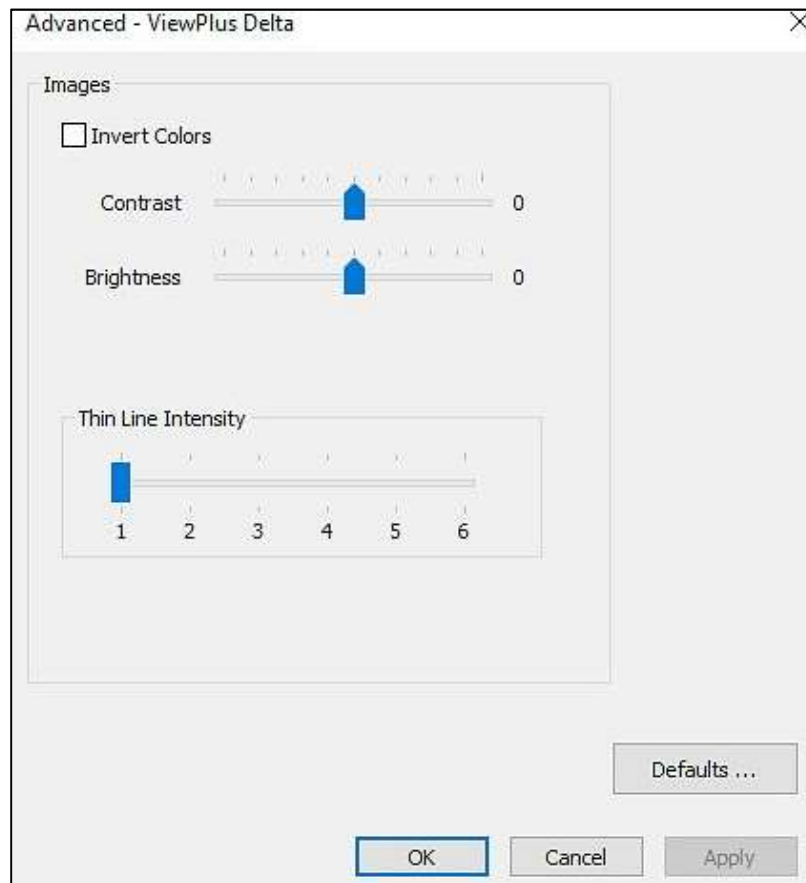 Advanced - ViewPlus Delta
Images
Invert Colors
Contrast 0
Brightness 0
Thin Line Intensity
1 2 3 4 5 6
Defaults ...
OK Cancel Apply